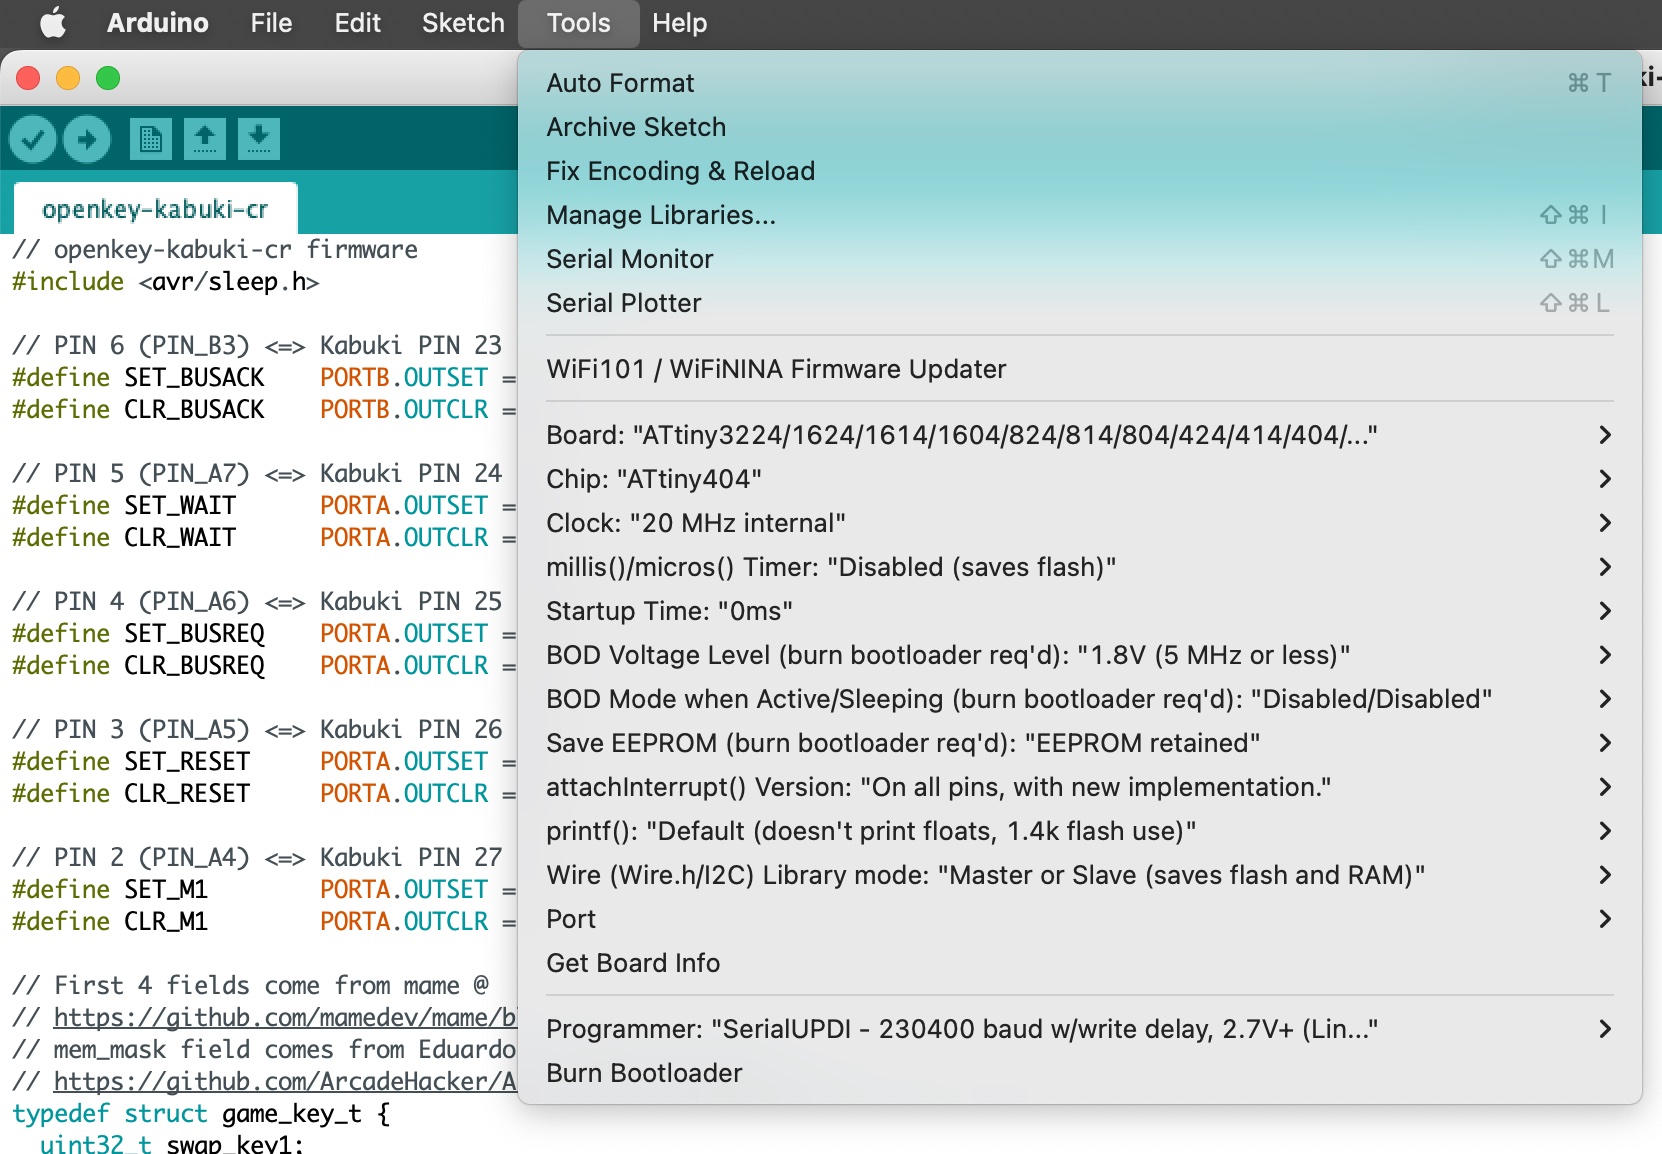 Arduino File Edit Sketch Tools Help
openkey-kabuki-cr
// openkey-kabuki-cr firmware
#include <avr/sleep.h>
// PIN 6 (PIN_B3) <=> Kabuki PIN 23
#define SET_BUSACK PORTB.OUTSET =
#define CLR_BUSACK PORTB.OUTCLR =
// PIN 5 (PIN_A7) <=> Kabuki PIN 24
#define SET_WAIT PORTA.OUTSET =
#define CLR_WAIT PORTA.OUTCLR =
// PIN 4 (PIN_A6) <=> Kabuki PIN 25
#define SET_BUSREQ PORTA.OUTSET =
#define CLR_BUSREQ PORTA.OUTCLR =
// PIN 3 (PIN_A5) <=> Kabuki PIN 26
#define SET_RESET PORTA.OUTSET =
#define CLR_RESET PORTA.OUTCLR =
// PIN 2 (PIN_A4) <=> Kabuki PIN 27
#define SET_M1 PORTA.OUTSET =
#define CLR_M1 PORTA.OUTCLR =
// First 4 fields come from mame @
// https://github.com/mamedev/mame/b
// mem_mask field comes from Eduardo
// https://github.com/ArcadeHacker/A
typedef struct game_key_t {
uint32_t swap_key1;
Auto Format ⌘ T
Archive Sketch
Fix Encoding & Reload
Manage Libraries... ⇧ ⌘ I
Serial Monitor ⇧ ⌘ M
Serial Plotter ⇧ ⌘ L
WiFi101 / WiFiNINA Firmware Updater
Board: "ATtiny3224/1624/1614/1604/824/814/804/424/414/404/..."
Chip: "ATtiny404"
Clock: "20 MHz internal"
millis()/micros() Timer: "Disabled (saves flash)"
Startup Time: "0ms"
BOD Voltage Level (burn bootloader req'd): "1.8V (5 MHz or less)"
BOD Mode when Active/Sleeping (burn bootloader req'd): "Disabled/Disabled"
Save EEPROM (burn bootloader req'd): "EEPROM retained"
attachInterrupt() Version: "On all pins, with new implementation."
printf(): "Default (doesn't print floats, 1.4k flash use)"
Wire (Wire.h/I2C) Library mode: "Master or Slave (saves flash and RAM)"
Port
Get Board Info
Programmer: "SerialUPDI - 230400 baud w/write delay, 2.7V+ (Lin..."
Burn Bootloader